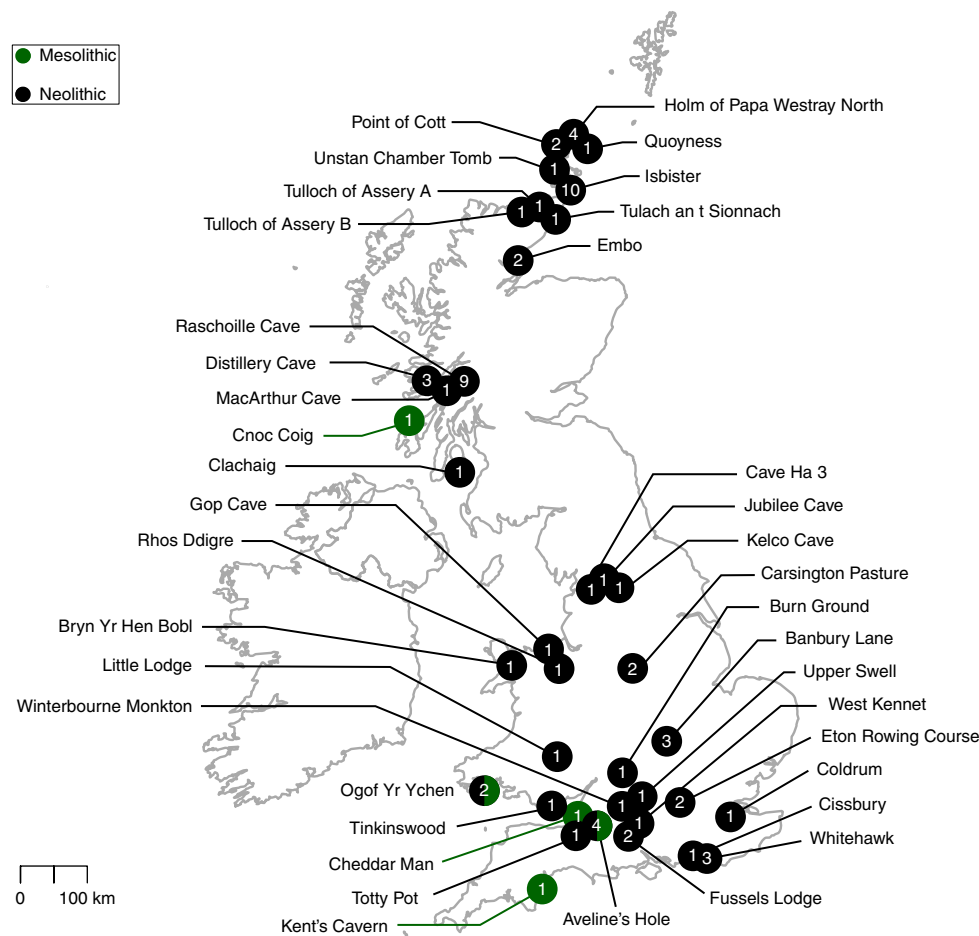 Mesolithic
Neolithic
Holm of Papa Westray North
Point of Cott
4
2
1
Quoyness
Unstan Chamber Tomb
1
Isbister
Tulloch of Assery A
10
1
Tulloch of Assery B
1
1
Tulach an t Sionnach
Embo
2
Raschoille Cave
Distillery Cave
3
9
1
MacArthur Cave
1
Cnoc Coig
Clachaig
1
Cave Ha 3
Gop Cave
Jubilee Cave
Rhos Ddigre
Kelco Cave
1
1
1
Carsington Pasture
Burn Ground
Bryn Yr Hen Bobl
Banbury Lane
1
Little Lodge
1
1
2
Upper Swell
Winterbourne Monkton
West Kennet
3
Eton Rowing Course
1
1
Coldrum
Ogof Yr Ychen
2
1
Cissbury
1
1
2
Tinkinswood
1
4
1
1
Whitehawk
1
2
Cheddar Man
1
3
Totty Pot
1
Fussels Lodge
0
100 km
Kent's Cavern
Aveline's Hole